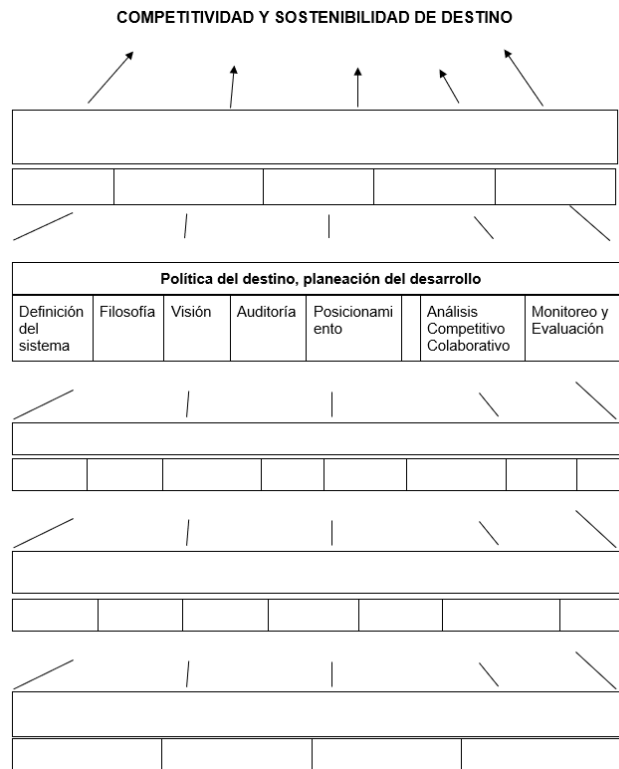 COMPETITIVIDAD Y SOSTENIBILIDAD DE DESTINO
Política del destino, planeación del desarrollo
Definición
del
sistema
Filosofía
Visión
Auditoría
Posicionami
ento
Análisis
Competitivo
Colaborativo
Monitoreo y
Evaluación